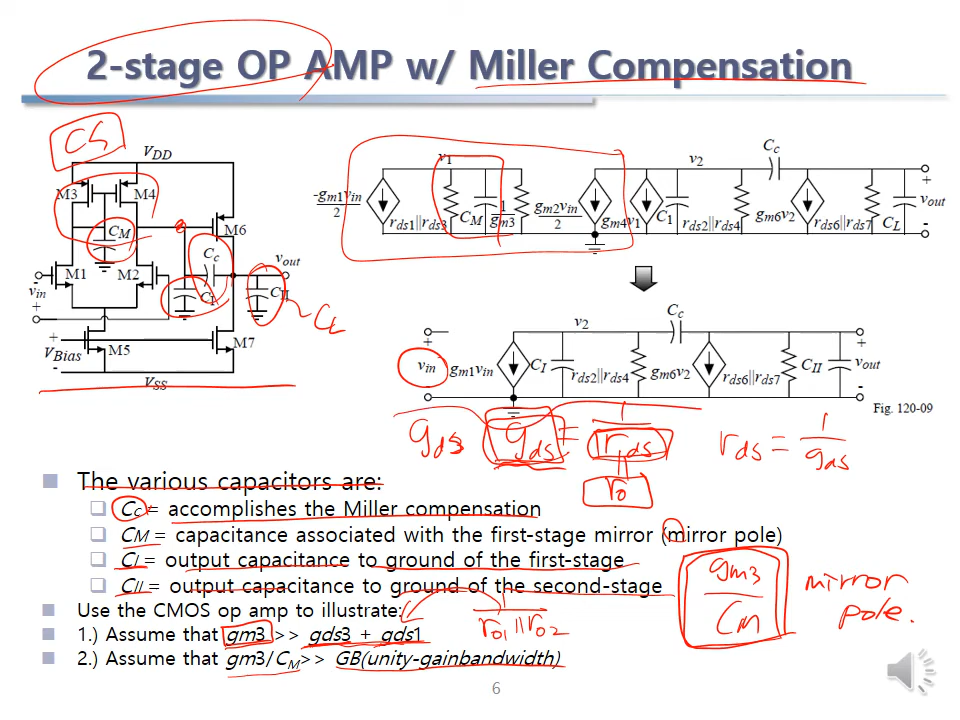 2-stage OP AMP w/ Miller Compensation
CS
VDD
M3
M4
CM
M6
Cc
vout
M1
M2
CI
CII
CL
vin
+
-
+
VBias
-
M5
M7
VSS
v1
-gm1vin
2
rds1||rds3
CM
1
gm3
gm2vin
2
gm4v1
C1
v2
rds2||rds4
Cc
gm6v2
rds6||rds7
CL
+
vout
-
+
vin
-
gm1vin
CI
v2
rds2||rds4
Cc
gm6v2
rds6||rds7
CII
+
vout
-
Fig. 120-09
gds3 gds = 1/rds
rds = 1/gds
ro
The various capacitors are:
Cc = accomplishes the Miller compensation
CM = capacitance associated with the first-stage mirror (mirror pole)
CI = output capacitance to ground of the first-stage
CII = output capacitance to ground of the second-stage
Use the CMOS op amp to illustrate:
1.) Assume that gm3 >> gds3 + gds1
2.) Assume that gm3/CM>> GB(unity-gainbandwidth)
1
ro1 || ro2
gm3
CM
mirror
pole.
6